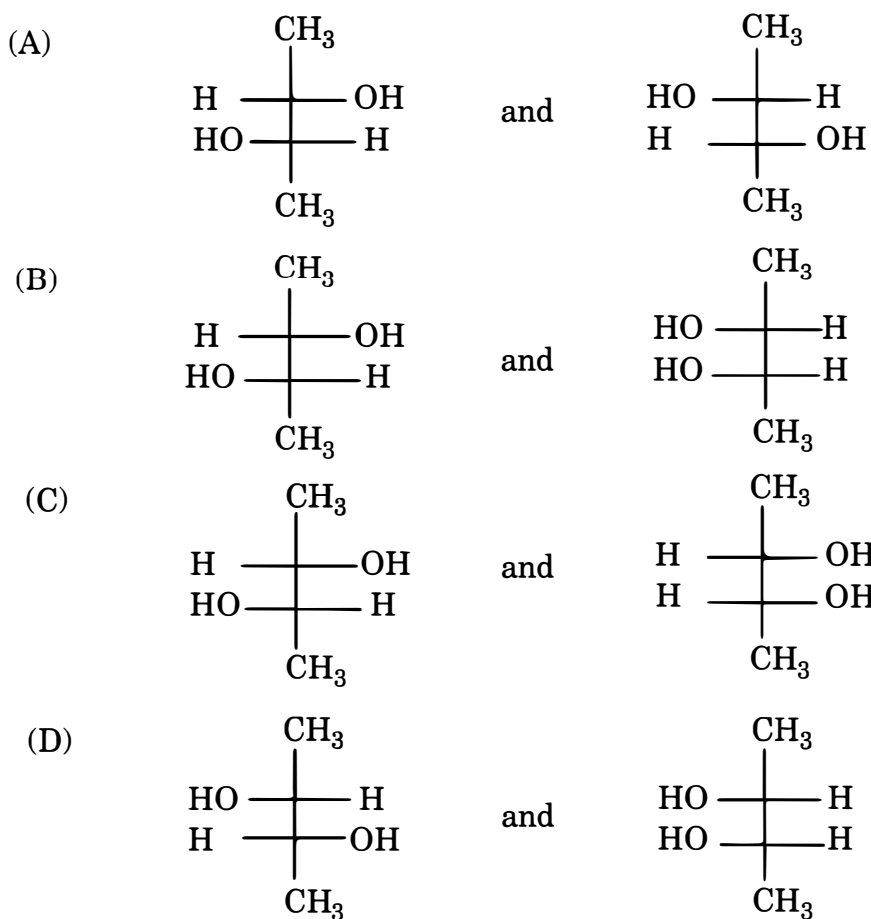 (A) CH₃ CH₃
H OH and HO H
HO H H OH
CH₃ CH₃
(B) CH₃ CH₃
H OH and HO H
HO H HO H
CH₃ CH₃
(C) CH₃ CH₃
H OH and H OH
HO H H OH
CH₃ CH₃
(D) CH₃ CH₃
HO H and HO H
H OH HO H
CH₃ CH₃